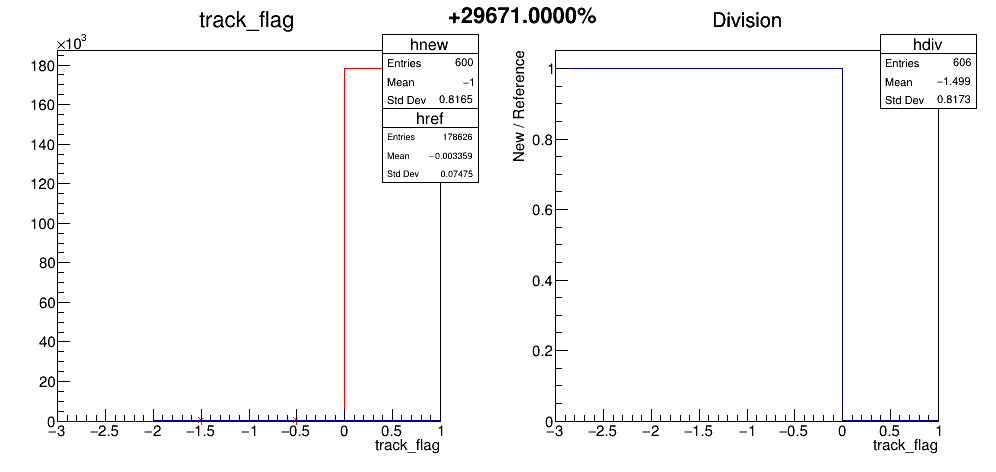 +29671.0000%
track_flag
×10³
180
160
140
120
100
80
60
40
20
0
−3 −2.5 −2 −1.5 −1 −0.5 0 0.5 1
track_flag
hnew
Entries 600
Mean −1
Std Dev 0.8165
href
Entries 178626
Mean −0.003359
Std Dev 0.07475
Division
New / Reference
1
0.8
0.6
0.4
0.2
0
−3 −2.5 −2 −1.5 −1 −0.5 0 0.5 1
track_flag
hdiv
Entries 606
Mean −1.499
Std Dev 0.8173